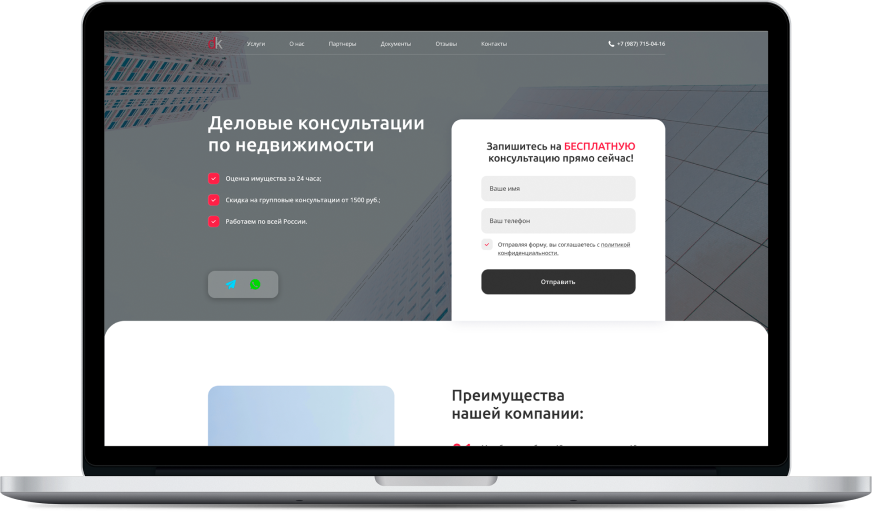 dk
Услуги
О нас
Партнеры
Документы
Отзывы
Контакты
+7 (987) 715-04-16
Деловые консультации
по недвижимости
Оценка имущества за 24 часа;
Скидка на групповые консультации от 1500 руб.;
Работаем по всей России.
Запишитесь на БЕСПЛАТНУЮ
консультацию прямо сейчас!
Ваше имя
Ваш телефон
Отправляя форму, вы соглашаетесь с политикой
конфиденциальности.
Отправить
Преимущества
нашей компании: